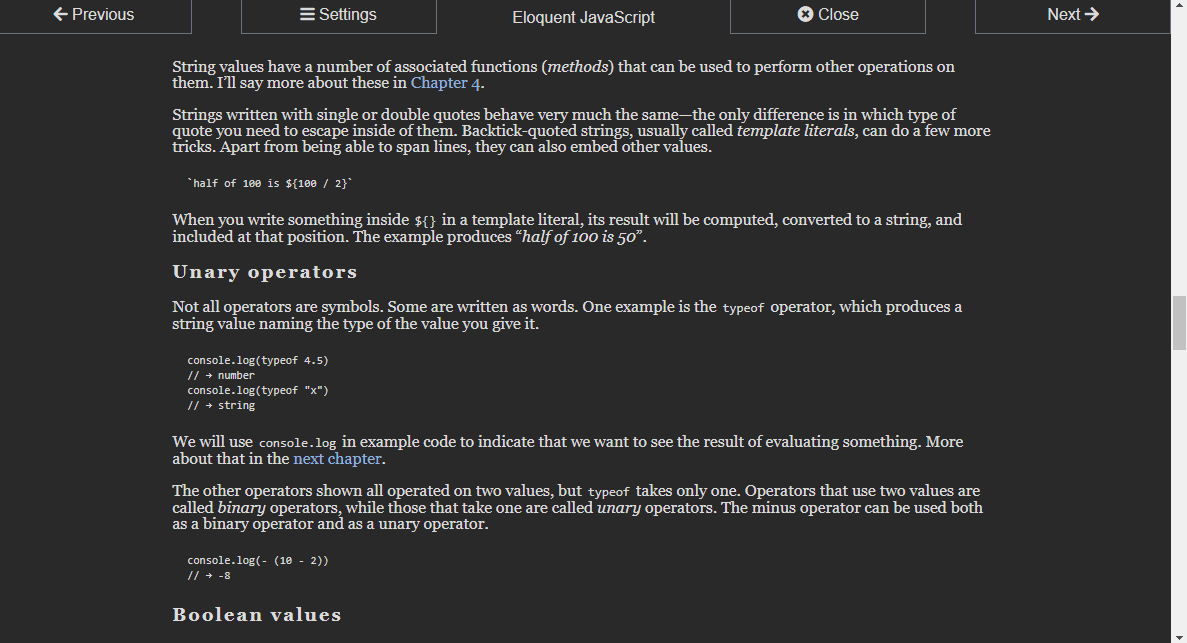 Previous
Settings
Eloquent JavaScript
Close
Next
String values have a number of associated functions (methods) that can be used to perform other operations on
them. I’ll say more about these in Chapter 4.
Strings written with single or double quotes behave very much the same—the only difference is in which type of
quote you need to escape inside of them. Backtick-quoted strings, usually called template literals, can do a few more
tricks. Apart from being able to span lines, they can also embed other values.
`half of 100 is ${100 / 2}`
When you write something inside ${} in a template literal, its result will be computed, converted to a string, and
included at that position. The example produces “half of 100 is 50”.
Unary operators
Not all operators are symbols. Some are written as words. One example is the typeof operator, which produces a
string value naming the type of the value you give it.
console.log(typeof 4.5)
// → number
console.log(typeof "x")
// → string
We will use console.log in example code to indicate that we want to see the result of evaluating something. More
about that in the next chapter.
The other operators shown all operated on two values, but typeof takes only one. Operators that use two values are
called binary operators, while those that take one are called unary operators. The minus operator can be used both
as a binary operator and as a unary operator.
console.log(- (10 - 2))
// → -8
Boolean values